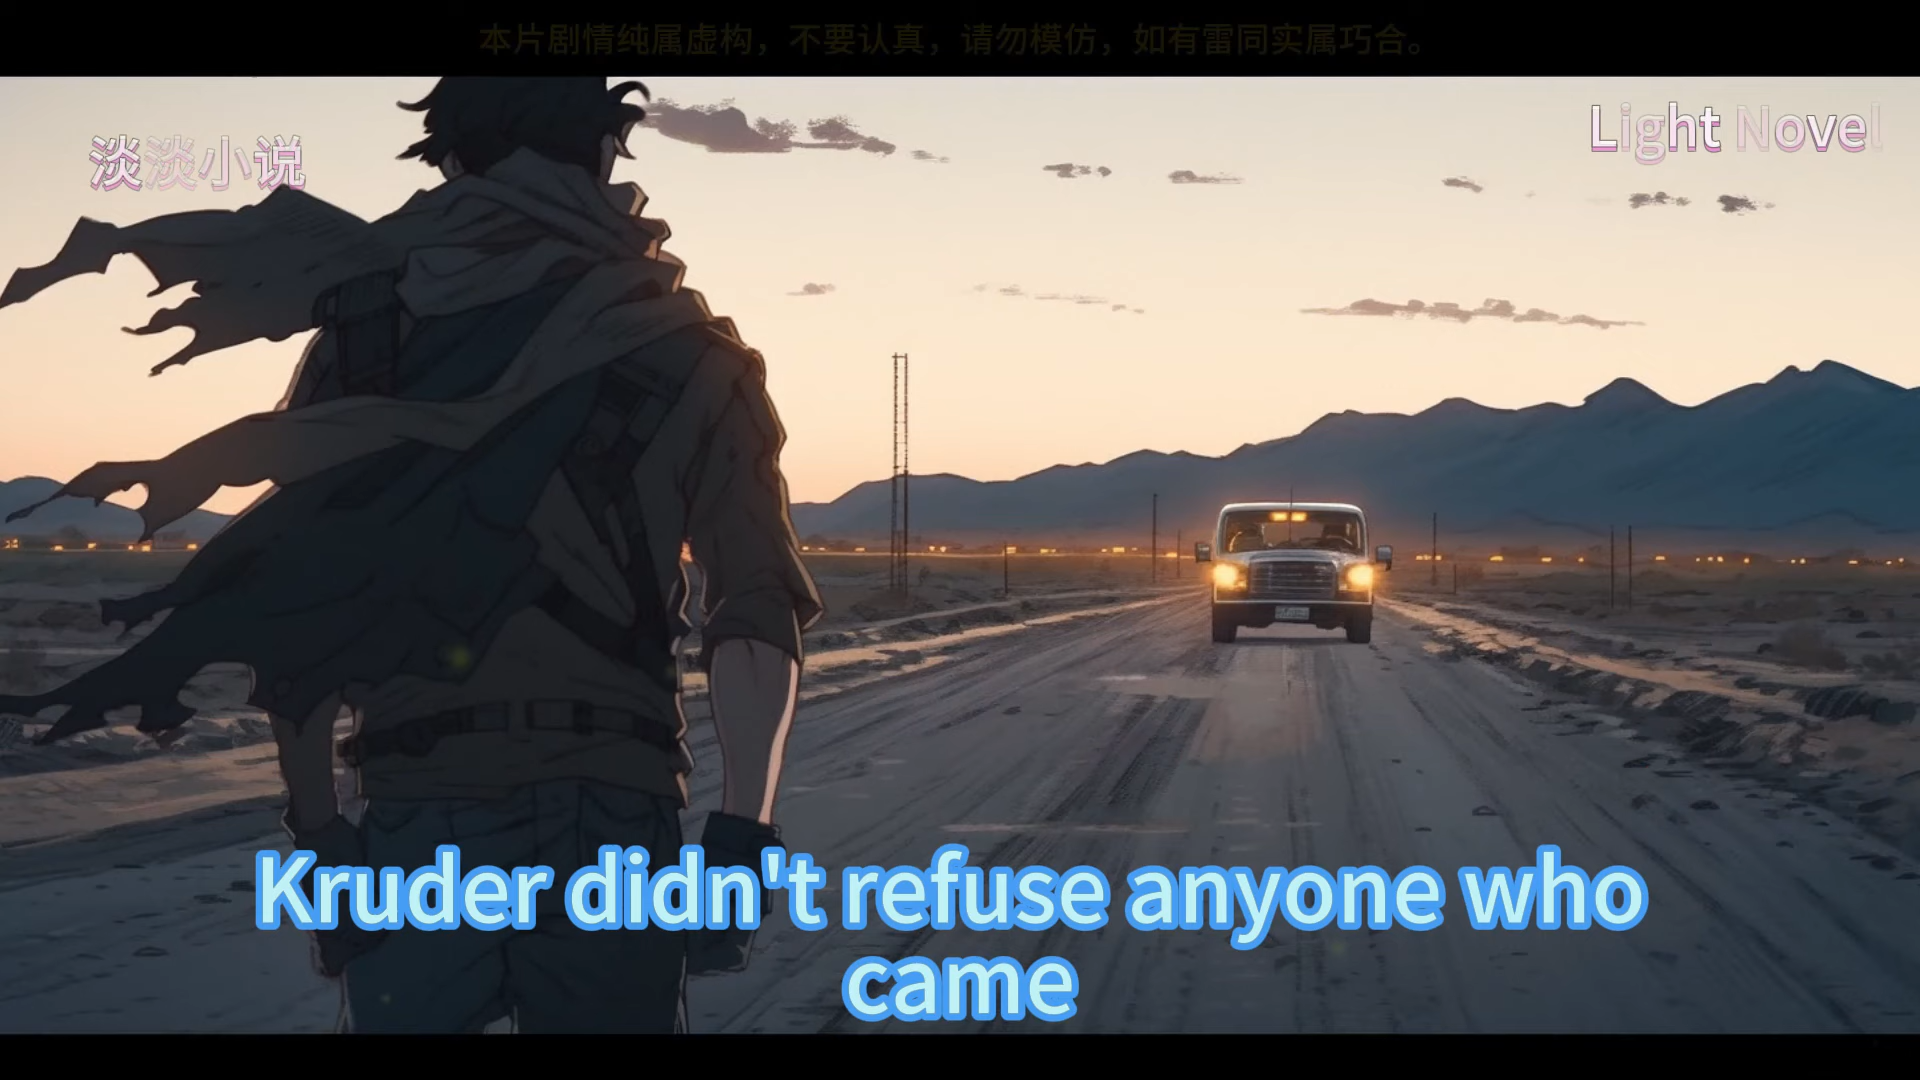 本片剧情纯属虚构，不要认真，请勿模仿，如有雷同实属巧合。
淡淡小说
Light Novel
Kruder didn't refuse anyone who
came